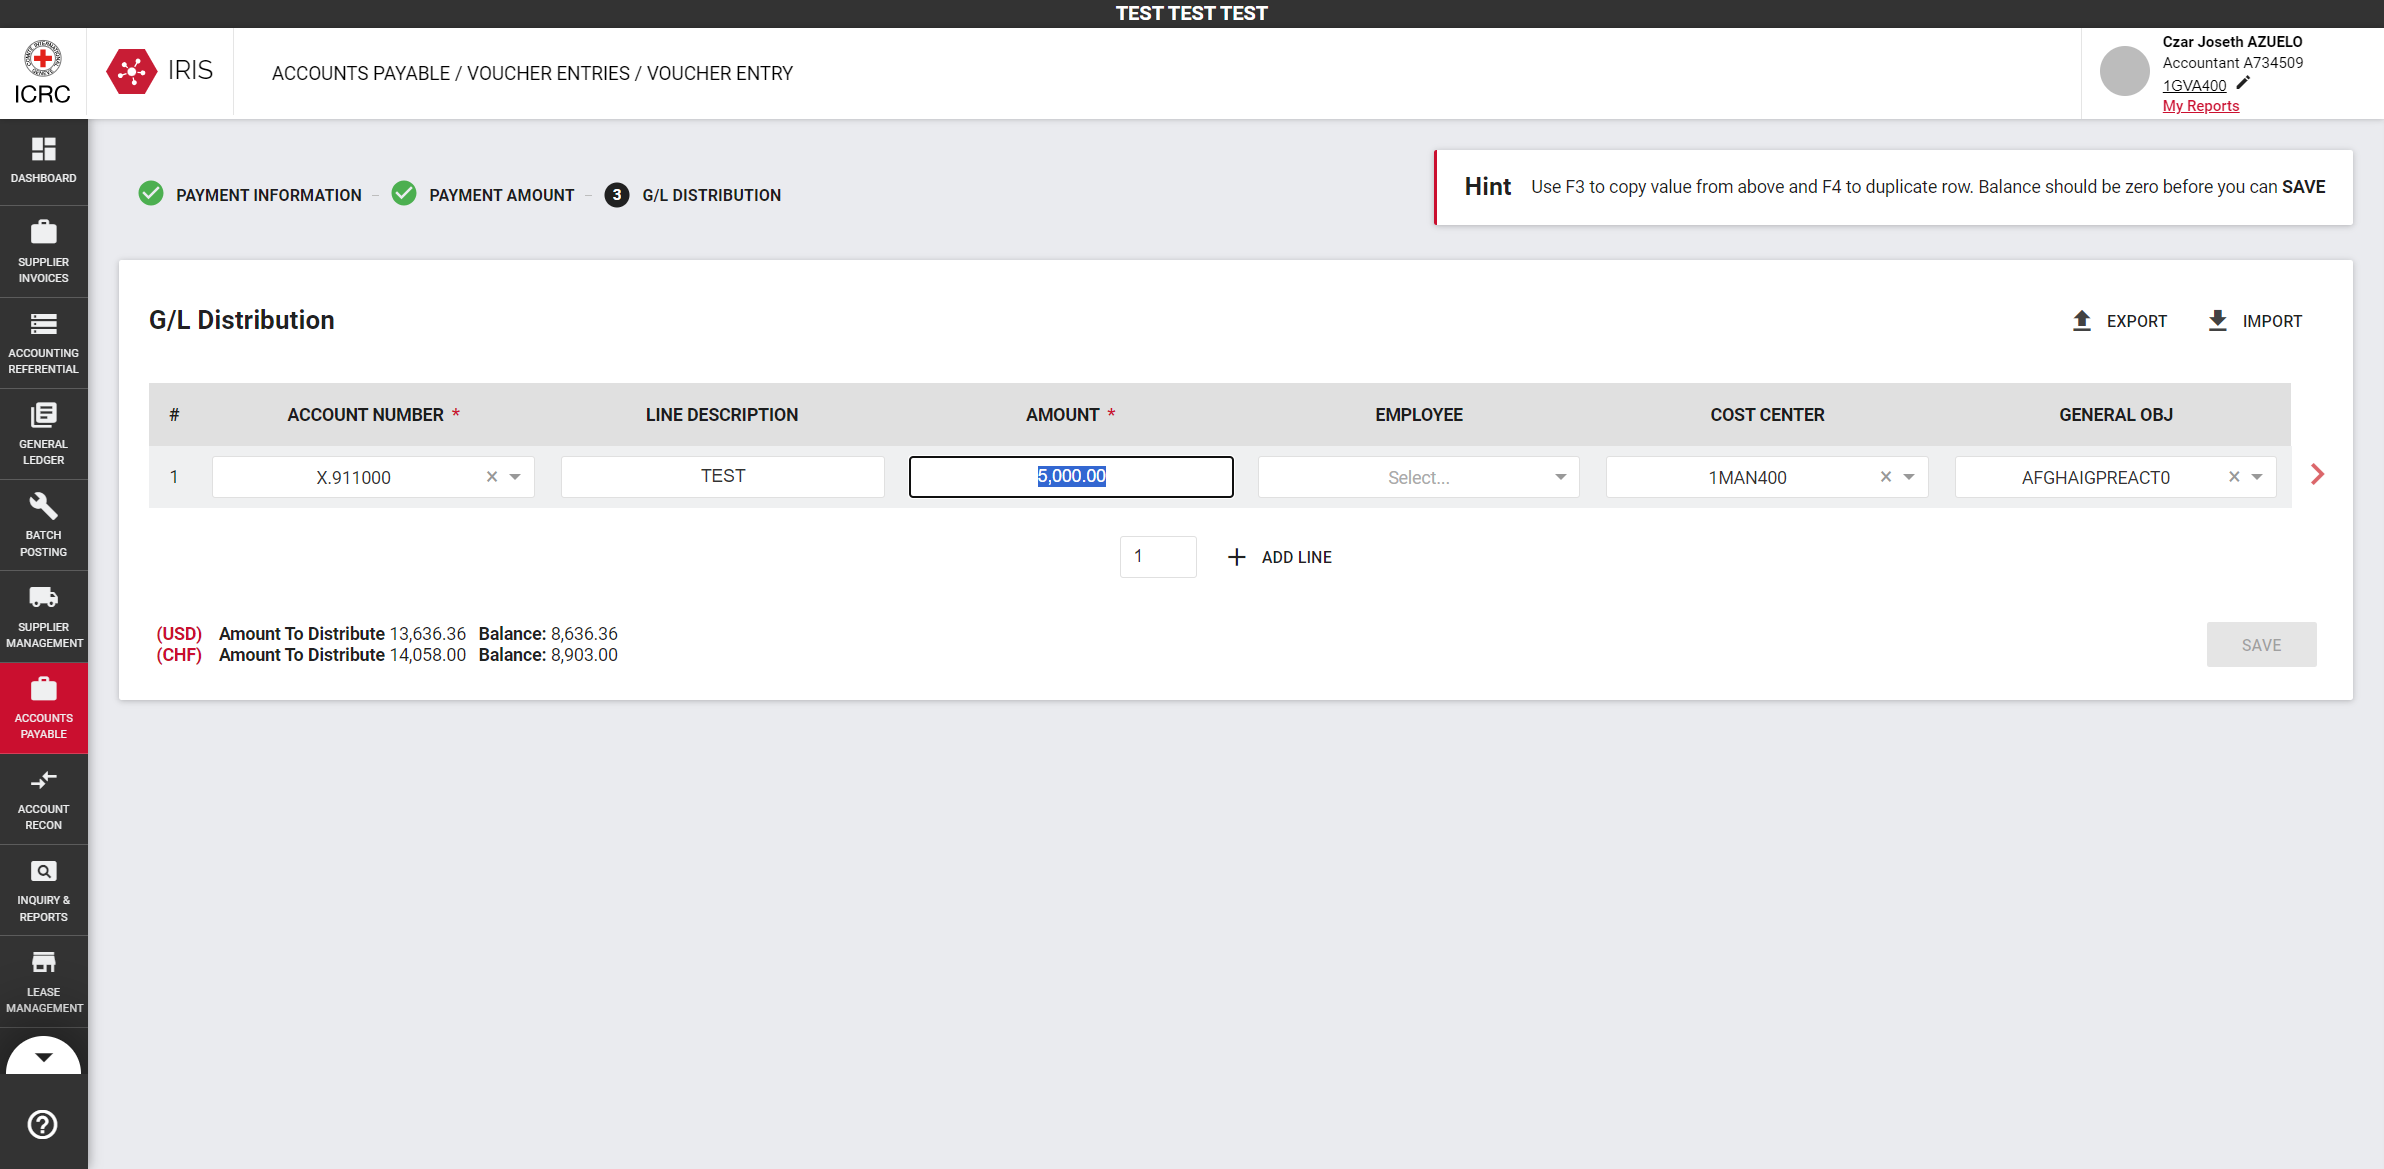 TEST TEST TEST
ICRC
IRIS
ACCOUNTS PAYABLE / VOUCHER ENTRIES / VOUCHER ENTRY
Czar Joseth AZUELO
Accountant A734509
1GVA400
My Reports
DASHBOARD
SUPPLIER
INVOICES
ACCOUNTING
REFERENTIAL
GENERAL
LEDGER
BATCH
POSTING
SUPPLIER
MANAGEMENT
ACCOUNTS
PAYABLE
ACCOUNT
RECON
INQUIRY &
REPORTS
LEASE
MANAGEMENT
PAYMENT INFORMATION – PAYMENT AMOUNT – 3 G/L DISTRIBUTION
Hint Use F3 to copy value from above and F4 to duplicate row. Balance should be zero before you can SAVE
G/L Distribution
EXPORT IMPORT
# ACCOUNT NUMBER * LINE DESCRIPTION AMOUNT * EMPLOYEE COST CENTER GENERAL OBJ
1 X.911000 TEST 5,000.00 Select... 1MAN400 AFGHAIGPREACT0
1 ADD LINE
(USD) Amount To Distribute 13,636.36 Balance: 8,636.36
(CHF) Amount To Distribute 14,058.00 Balance: 8,903.00
SAVE